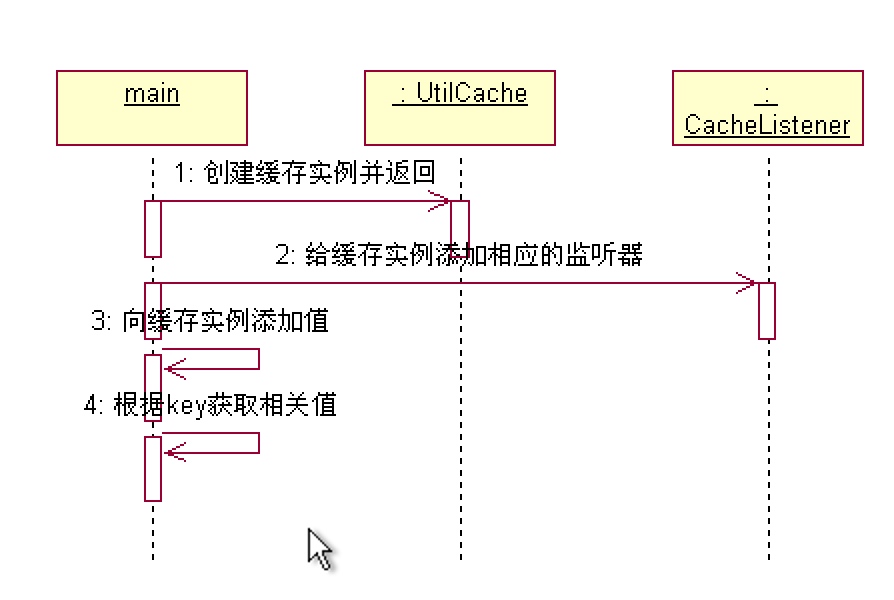 main
: UtilCache
:
CacheListener
1: 创建缓存实例并返回
2: 给缓存实例添加相应的监听器
3: 向缓存实例添加值
4: 根据key获取相关值